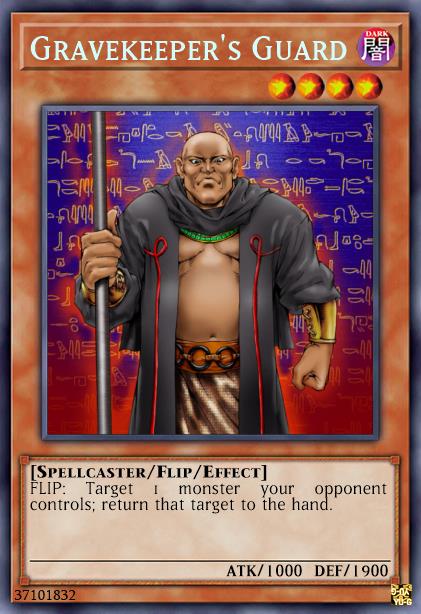 GRAVEKEEPER'S GUARD
DARK
闇
[SPELLCASTER/FLIP/EFFECT]
FLIP: Target 1 monster your opponent
controls; return that target to the hand.
ATK/1000 DEF/1900
37101832